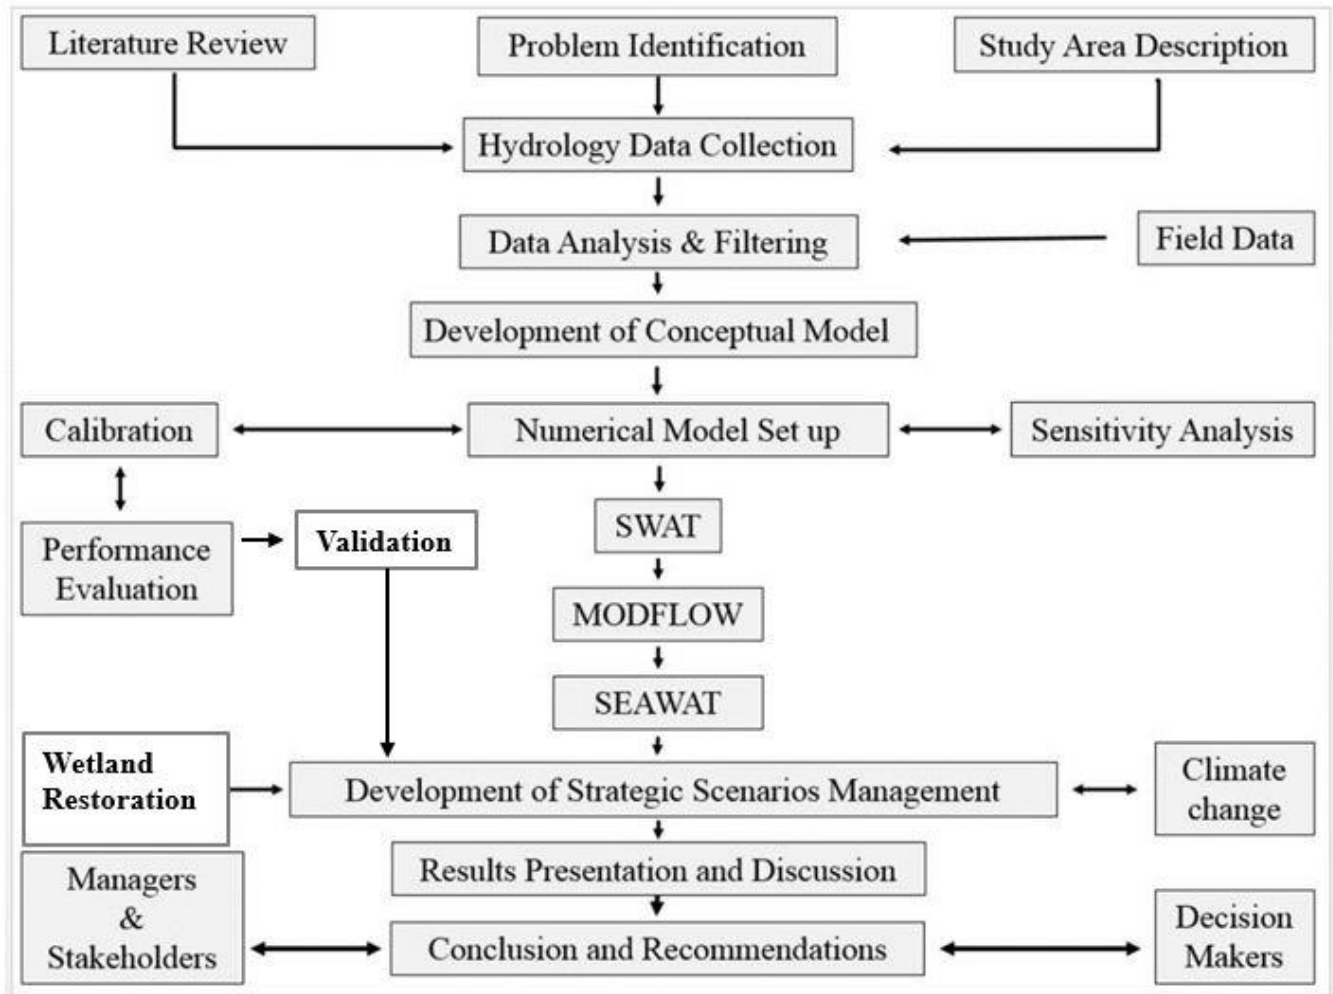 Literature Review
Problem Identification
Study Area Description
Hydrology Data Collection
Data Analysis & Filtering
Field Data
Development of Conceptual Model
Calibration
Numerical Model Set up
Sensitivity Analysis
SWAT
Performance
Evaluation
Validation
MODFLOW
SEAWAT
Wetland
Restoration
Development of Strategic Scenarios Management
Climate
change
Results Presentation and Discussion
Managers
&
Stakeholders
Conclusion and Recommendations
Decision
Makers